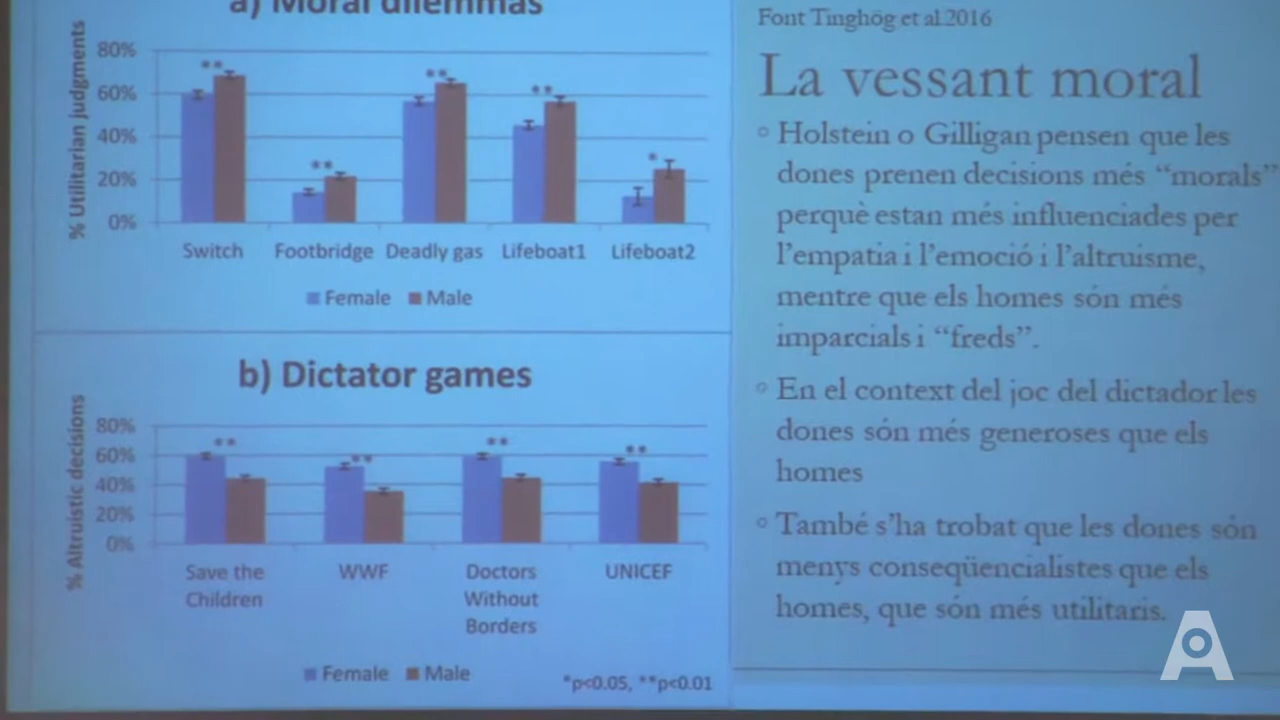 a) Moral dilemmas
% Utilitarian judgments
80%
60%
40%
20%
0%
** ** ** ** *
Switch Footbridge Deadly gas Lifeboat1 Lifeboat2
Female Male
b) Dictator games
% Altruistic decisions
80%
60%
40%
20%
0%
** ** ** **
Save the Children WWF Doctors Without Borders UNICEF
Female Male
*p<0.05, **p<0.01
Font Tinghög et al.2016
La vessant moral
Holstein o Gilligan pensen que les
dones prenen decisions més “morals”
perquè estan més influenciades per
l’empatia i l’emoció i l’altruisme,
mentre que els homes són més
imparcials i “freds”.
En el context del joc del dictador les
dones són més generoses que els
homes
També s’ha trobat que les dones són
menys conseqüencialistes que els
homes, que són més utilitaris.
A